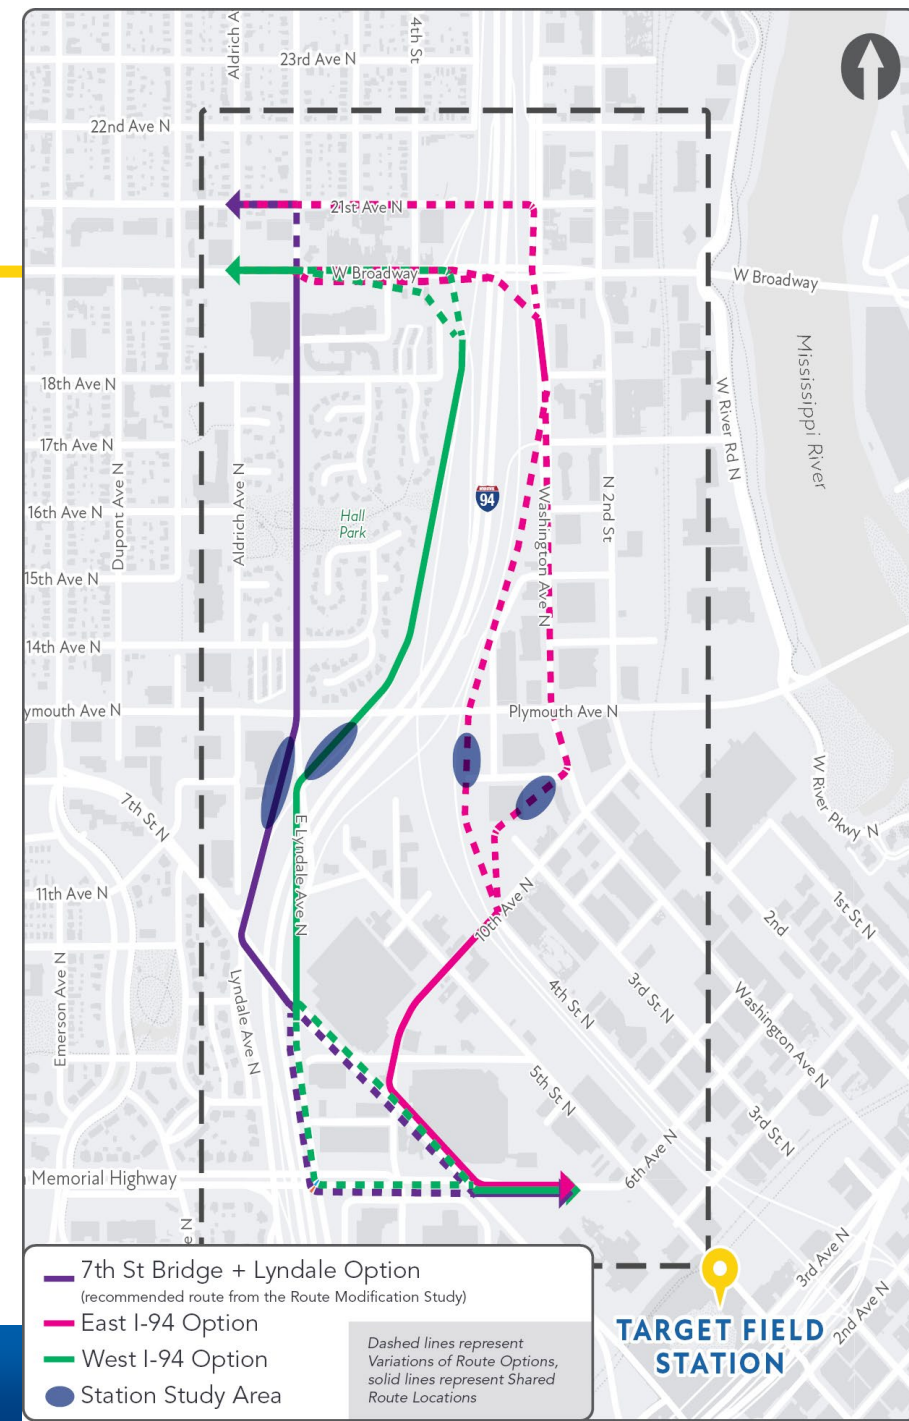 Aldrich A
4th St
23rd Ave N
22nd Ave N
21st Ave N
W Broadway
W Broadway
Mississippi River
18th Ave N
W River Rd N
17th Ave N
Dupont Ave N
Aldrich Ave N
94
Washington Ave N
N 2nd St
16th Ave N
Hall
Park
15th Ave N
14th Ave N
ymouth Ave N
Plymouth Ave N
W River Pkwy N
7th St N
E Lyndale Ave N
11th Ave N
10th Ave N
1st St N
2nd
Emerson Ave N
Lyndale Ave N
4th St N
3rd St N
Washington Ave N
5th St N
3rd St N
6th Ave N
Memorial Highway
e N
3rd Ave N
2nd Ave N
7th St Bridge + Lyndale Option
(recommended route from the Route Modification Study)
East I-94 Option
West I-94 Option
Station Study Area
Dashed lines represent
Variations of Route Options,
solid lines represent Shared
Route Locations
TARGET FIELD
STATION